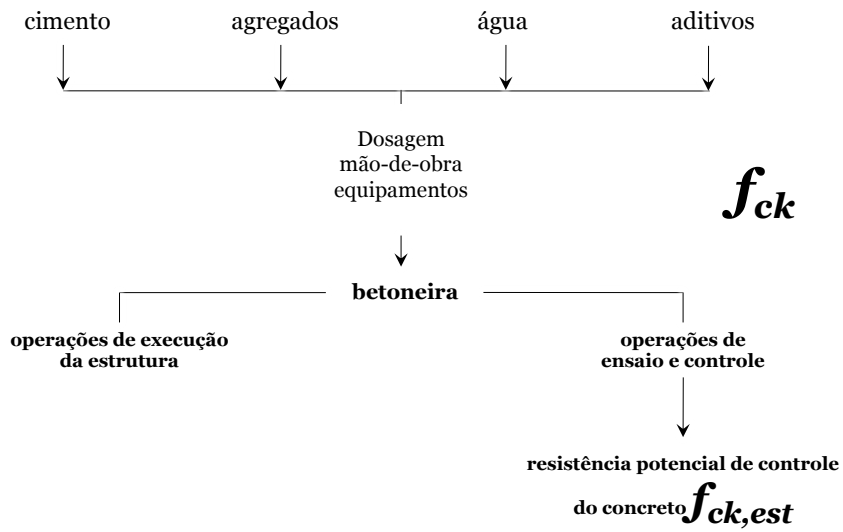 cimento
agregados
água
aditivos
Dosagem
mão-de-obra
equipamentos
fck
betoneira
operações de execução
da estrutura
operações de
ensaio e controle
resistência potencial de controle
do concreto fck,est